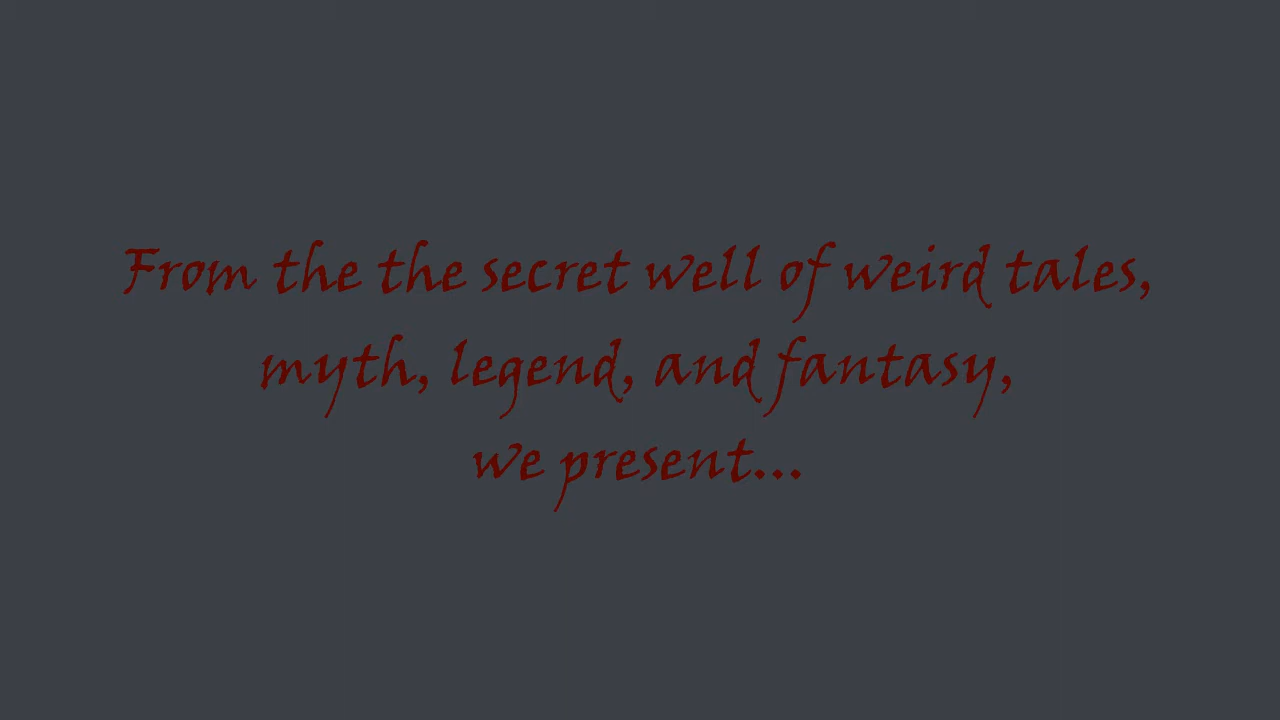 From the the secret well of weird tales,
myth, legend, and fantasy,
we present...